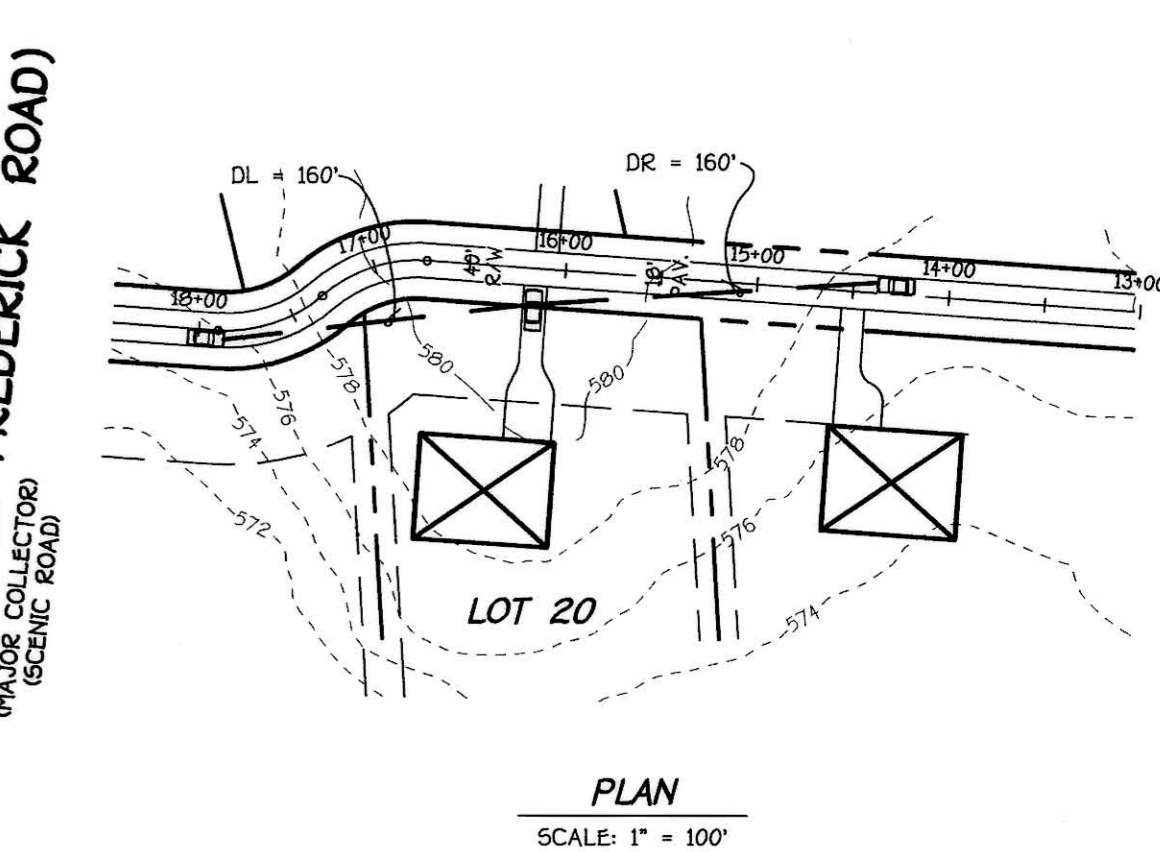 ROAD)
(MAJOR COLLECTOR)
(SCENIC ROAD)
DL = 160'
DR = 160'
18+00
17+00
16+00
15+00
14+00
13+00
40'
R/W
18'
PAV.
580
580
578
576
574
572
578
576
574
LOT 20
PLAN
SCALE: 1" = 100'